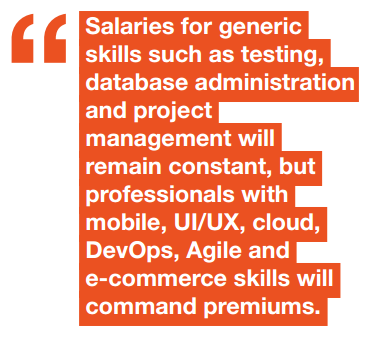 “
Salaries for generic
skills such as testing,
database administration
and project
management will
remain constant, but
professionals with
mobile, UI/UX, cloud,
DevOps, Agile and
e-commerce skills will
command premiums.